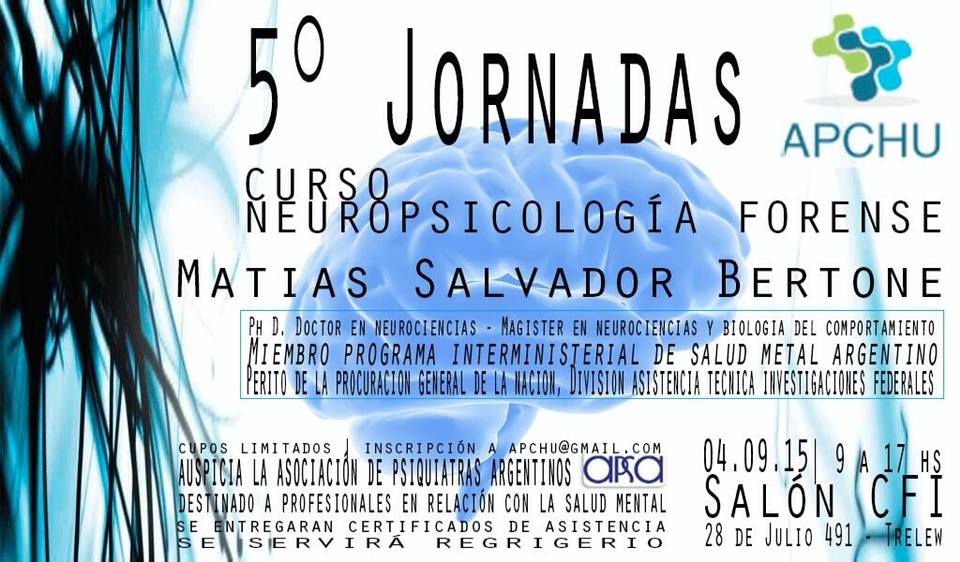 5º JORNADAS
APCHU
CURSO
NEUROPSICOLOGÍA FORENSE
MATIAS SALVADOR BERTONE
PH D. DOCTOR EN NEUROCIENCIAS - MAGISTER EN NEUROCIENCIAS Y BIOLOGIA DEL COMPORTAMIENTO
MIEMBRO PROGRAMA INTERMINISTERIAL DE SALUD METAL ARGENTINO
PERITO DE LA PROCURACION GENERAL DE LA NACION, DIVISION ASISTENCIA TECNICA INVESTIGACIONES FEDERALES
CUPOS LIMITADOS | INSCRIPCIÓN A APCHU@GMAIL.COM
AUSPICIA LA ASOCIACIÓN DE PSIQUIATRAS ARGENTINOS apsa
DESTINADO A PROFESIONALES EN RELACIÓN CON LA SALUD MENTAL
SE ENTREGARAN CERTIFICADOS DE ASISTENCIA
SE SERVIRÁ REGRIGERIO
04.09.15| 9 A 17 HS
SALÓN CFI
28 DE JULIO 491 - TRELEW